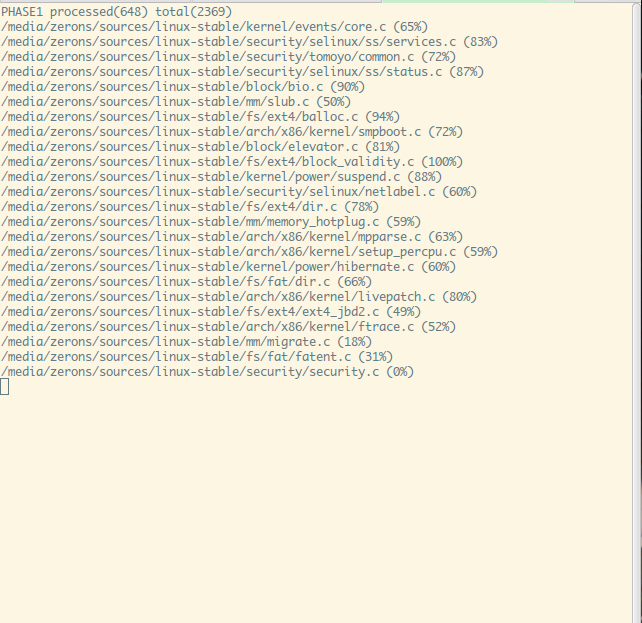 PHASE1 processed(648) total(2369)
/media/zerons/sources/linux-stable/kernel/events/core.c (65%)
/media/zerons/sources/linux-stable/security/selinux/ss/services.c (83%)
/media/zerons/sources/linux-stable/security/tomoyo/common.c (72%)
/media/zerons/sources/linux-stable/security/selinux/ss/status.c (87%)
/media/zerons/sources/linux-stable/block/bio.c (90%)
/media/zerons/sources/linux-stable/mm/slub.c (50%)
/media/zerons/sources/linux-stable/fs/ext4/balloc.c (94%)
/media/zerons/sources/linux-stable/arch/x86/kernel/smpboot.c (72%)
/media/zerons/sources/linux-stable/block/elevator.c (81%)
/media/zerons/sources/linux-stable/fs/ext4/block_validity.c (100%)
/media/zerons/sources/linux-stable/kernel/power/suspend.c (88%)
/media/zerons/sources/linux-stable/security/selinux/netlabel.c (60%)
/media/zerons/sources/linux-stable/fs/ext4/dir.c (78%)
/media/zerons/sources/linux-stable/mm/memory_hotplug.c (59%)
/media/zerons/sources/linux-stable/arch/x86/kernel/mpparse.c (63%)
/media/zerons/sources/linux-stable/arch/x86/kernel/setup_percpu.c (59%)
/media/zerons/sources/linux-stable/kernel/power/hibernate.c (60%)
/media/zerons/sources/linux-stable/fs/fat/dir.c (66%)
/media/zerons/sources/linux-stable/arch/x86/kernel/livepatch.c (80%)
/media/zerons/sources/linux-stable/fs/ext4/ext4_jbd2.c (49%)
/media/zerons/sources/linux-stable/arch/x86/kernel/ftrace.c (52%)
/media/zerons/sources/linux-stable/mm/migrate.c (18%)
/media/zerons/sources/linux-stable/fs/fat/fatent.c (31%)
/media/zerons/sources/linux-stable/security/security.c (0%)